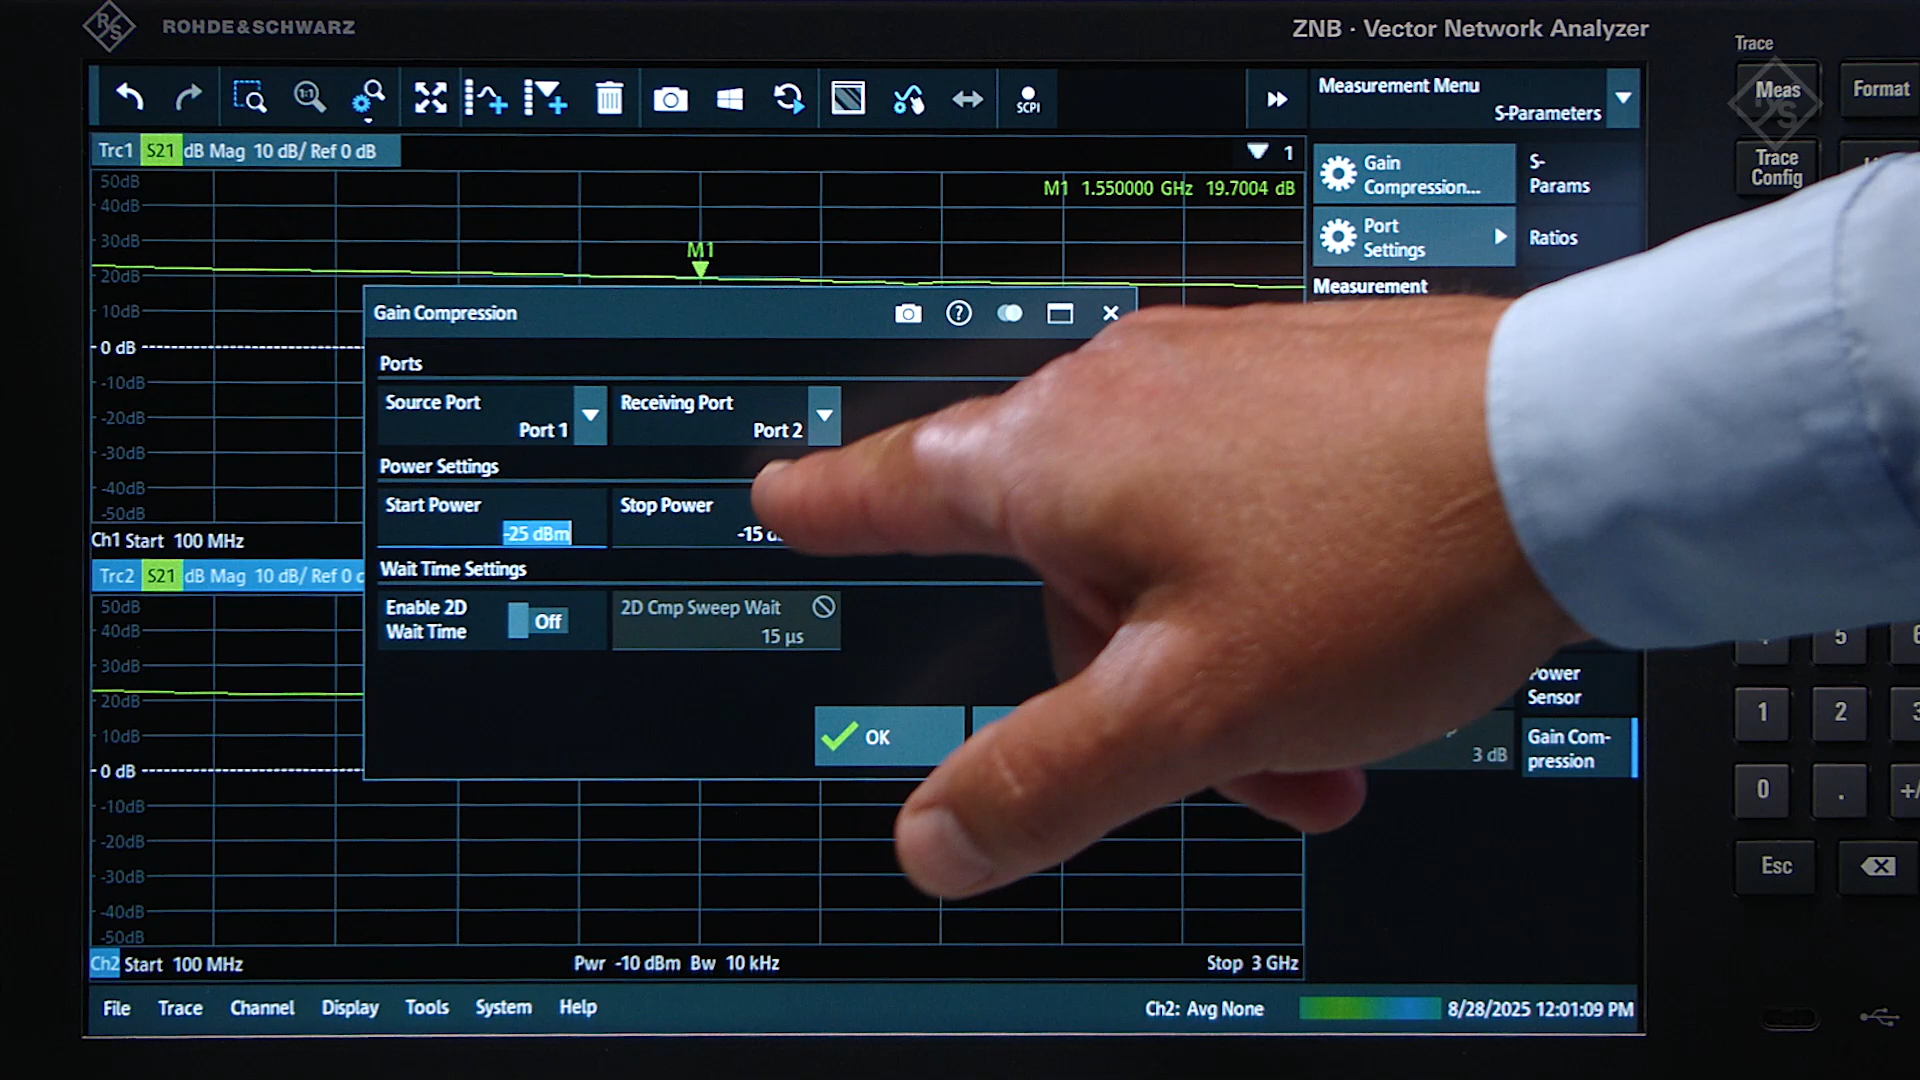 ROHDE&SCHWARZ
ZNB · Vector Network Analyzer
Trace
Meas
Format
Trace
Config
1:1
SCPI
Measurement Menu
S-Parameters
Trc1 S21 dB Mag 10 dB/ Ref 0 dB
1
M1 1.550000 GHz 19.7004 dB
50dB
40dB
30dB
20dB
10dB
0 dB
-10dB
-20dB
-30dB
-40dB
-50dB
M1
Gain
Compression...
Port
Settings
S-
Params
Ratios
Measurement
Gain Compression
Ports
Source Port
Port 1
Receiving Port
Port 2
Power Settings
Start Power
-25 dBm
Stop Power
-15
Wait Time Settings
Enable 2D
Wait Time
Off
2D Cmp Sweep Wait
15 µs
OK
Ch1 Start 100 MHz
Trc2 S21 dB Mag 10 dB/ Ref 0
50dB
40dB
30dB
20dB
10dB
0 dB
-10dB
-20dB
-30dB
-40dB
-50dB
Power
Sensor
3 dB
Gain Com-
pression
Ch2 Start 100 MHz
Pwr -10 dBm Bw 10 kHz
Stop 3 GHz
File Trace Channel Display Tools System Help
Ch2: Avg None
8/28/2025 12:01:09 PM
5
1
2
3
0
.
+/
Esc